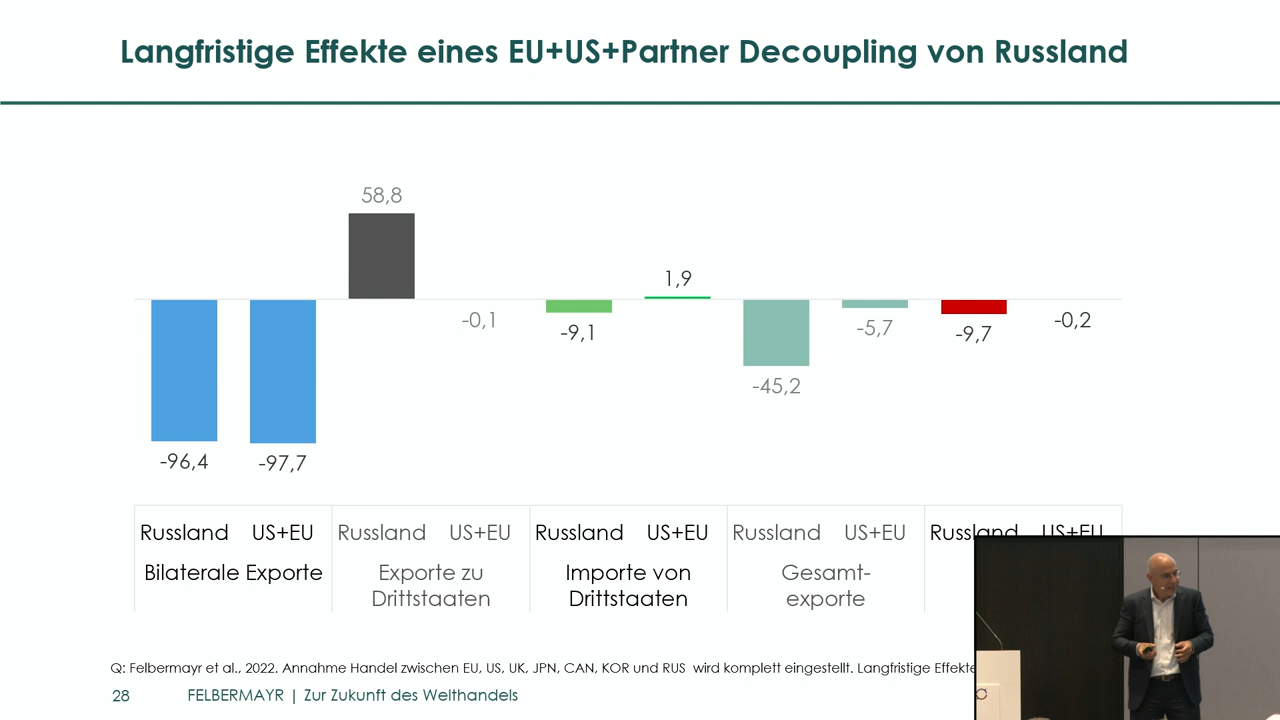 Langfristige Effekte eines EU+US+Partner Decoupling von Russland
58,8
1,9
-0,1
-9,1
-5,7
-9,7
-0,2
-45,2
-96,4
-97,7
Russland US+EU Russland US+EU Russland US+EU Russland US+EU Russland US+EU
Bilaterale Exporte Exporte zu Importe von Gesamt-
Drittstaaten Drittstaaten exporte
Q: Felbermayr et al., 2022. Annahme Handel zwischen EU, US, UK, JPN, CAN, KOR und RUS wird komplett eingestellt. Langfristige Effekte
28 FELBERMAYR | Zur Zukunft des Welthandels